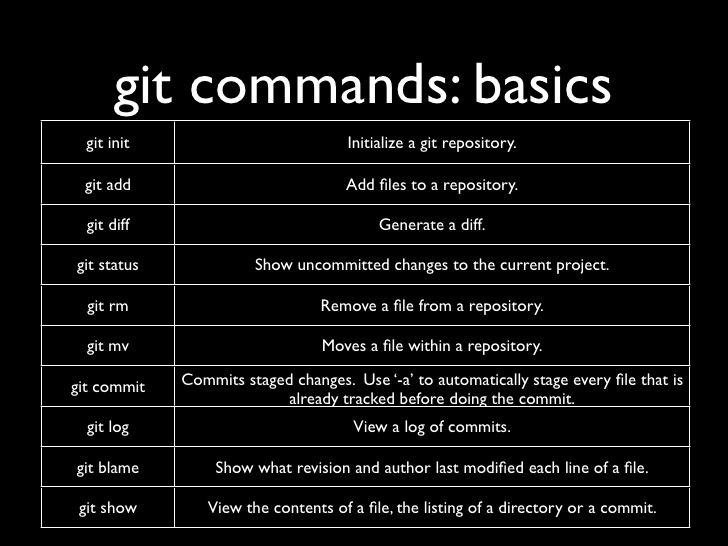 git commands: basics
git init Initialize a git repository.
git add Add files to a repository.
git diff Generate a diff.
git status Show uncommitted changes to the current project.
git rm Remove a file from a repository.
git mv Moves a file within a repository.
git commit Commits staged changes. Use ‘-a’ to automatically stage every file that is
already tracked before doing the commit.
git log View a log of commits.
git blame Show what revision and author last modified each line of a file.
git show View the contents of a file, the listing of a directory or a commit.